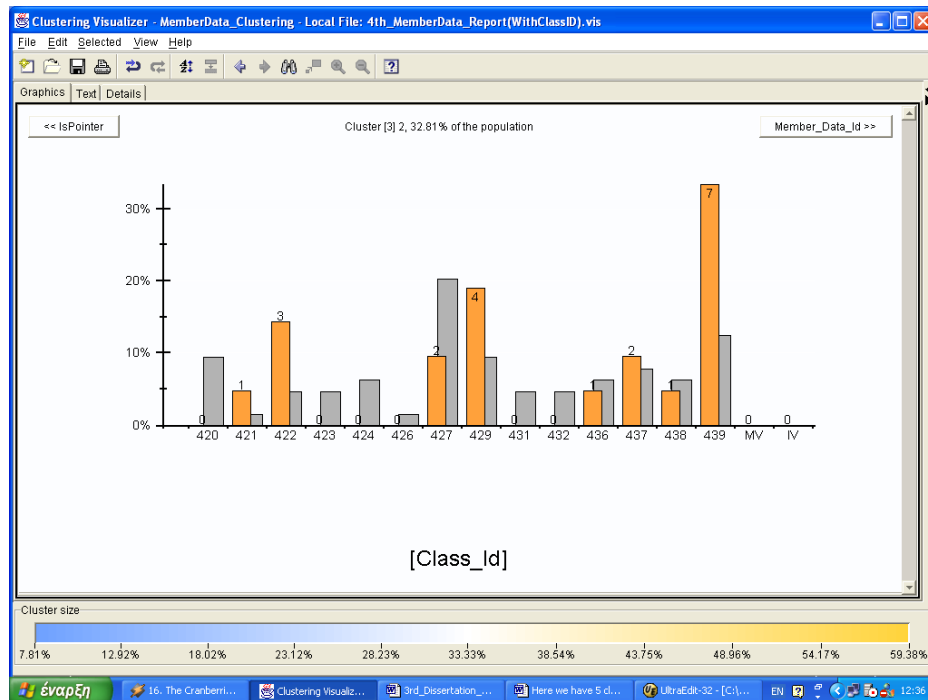 Clustering Visualizer - MemberData_Clustering - Local File: 4th_MemberData_Report(WithClassID).vis
File Edit Selected View Help
Graphics Text Details
<< IsPointer
Cluster [3] 2, 32.81% of the population
Member_Data_Id >>
30%
20%
10%
0%
0 1 3 0 0 0 2 4 0 0 1 2 1 7 0 0
420 421 422 423 424 426 427 429 431 432 436 437 438 439 MV IV
[Class_Id]
Cluster size
7.81% 12.92% 18.02% 23.12% 28.23% 33.33% 38.54% 43.75% 48.96% 54.17% 59.38%
έναρξη 16. The Cranberri... Clustering Visualiz... 3rd_Dissertation_... Here we have 5 cl... UltraEdit-32 - [C:\... EN 12:36